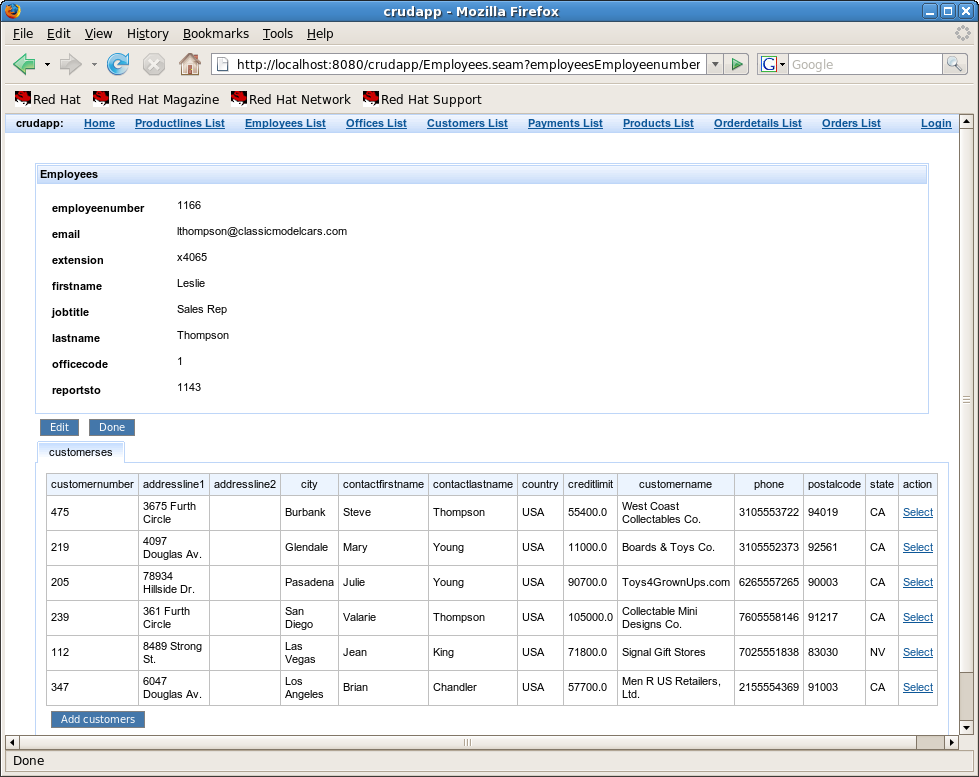 crudapp - Mozilla Firefox
File Edit View History Bookmarks Tools Help
http://localhost:8080/crudapp/Employees.seam?employeesEmployeenumber
G Google
Red Hat Red Hat Magazine Red Hat Network Red Hat Support
crudapp: Home Productlines List Employees List Offices List Customers List Payments List Products List Orderdetails List Orders List Login
Employees
employeenumber 1166
email lthompson@classicmodelcars.com
extension x4065
firstname Leslie
jobtitle Sales Rep
lastname Thompson
officecode 1
reportsto 1143
Edit Done
customerses
customernumber addressline1 addressline2 city contactfirstname contactlastname country creditlimit customername phone postalcode state action
475 3675 Furth Circle Burbank Steve Thompson USA 55400.0 West Coast Collectables Co. 3105553722 94019 CA Select
219 4097 Douglas Av. Glendale Mary Young USA 11000.0 Boards & Toys Co. 3105552373 92561 CA Select
205 78934 Hillside Dr. Pasadena Julie Young USA 90700.0 Toys4GrownUps.com 6265557265 90003 CA Select
239 361 Furth Circle San Diego Valarie Thompson USA 105000.0 Collectable Mini Designs Co. 7605558146 91217 CA Select
112 8489 Strong St. Las Vegas Jean King USA 71800.0 Signal Gift Stores 7025551838 83030 NV Select
347 6047 Douglas Av. Los Angeles Brian Chandler USA 57700.0 Men R US Retailers, Ltd. 2155554369 91003 CA Select
Add customers
Done